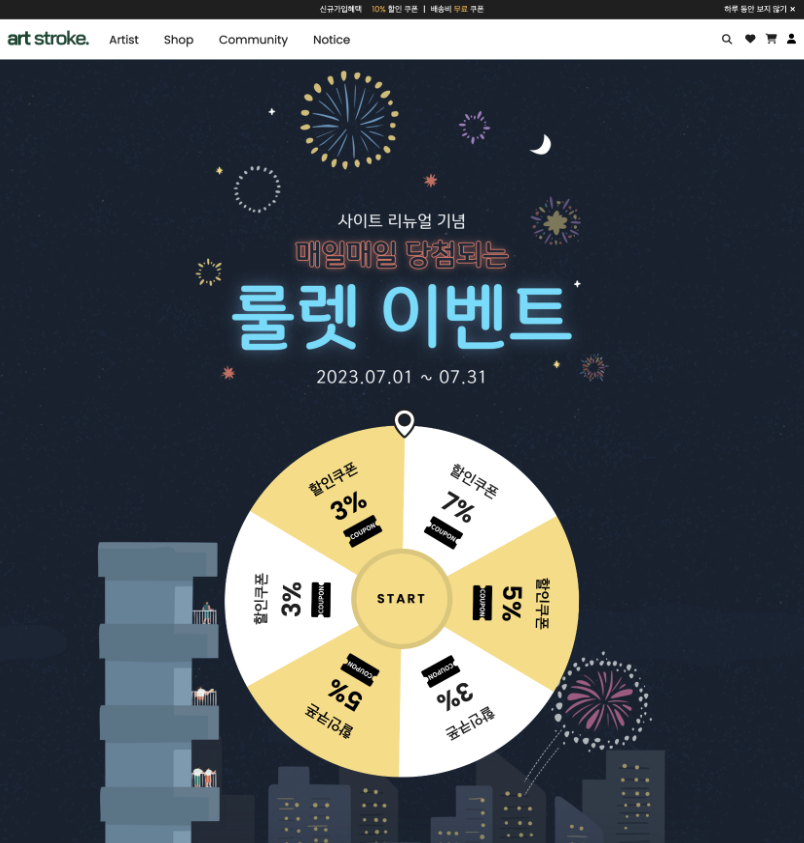 신규가입혜택 10% 할인 쿠폰 | 배송비 무료 쿠폰
하루 동안 보지 않기 ×
art stroke. Artist Shop Community Notice
사이트 리뉴얼 기념
매일매일 당첨되는
룰렛 이벤트
2023.07.01 ~ 07.31
할인쿠폰
3%
COUPON
할인쿠폰
7%
COUPON
할인쿠폰
5%
COUPON
할인쿠폰
3%
COUPON
할인쿠폰
5%
COUPON
할인쿠폰
3%
COUPON
START